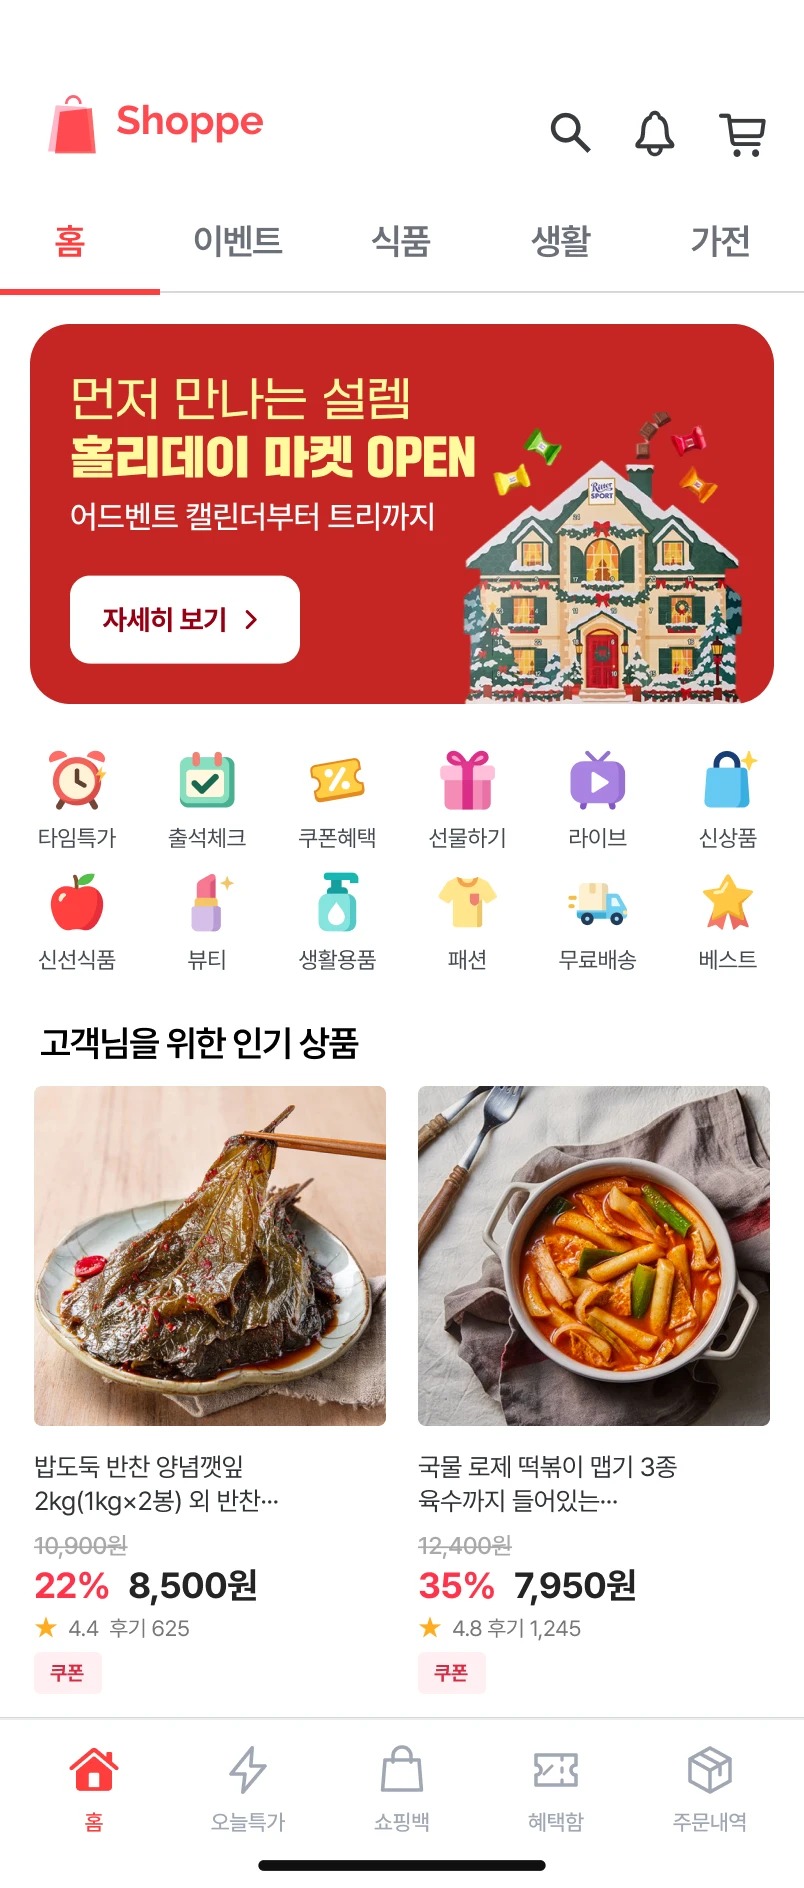 Shoppe
홈 이벤트 식품 생활 가전
먼저 만나는 설렘
홀리데이 마켓 OPEN
어드벤트 캘린더부터 트리까지
Ritter
SPORT
자세히 보기
타임특가 출석체크 쿠폰혜택 선물하기 라이브 신상품
신선식품 뷰티 생활용품 패션 무료배송 베스트
고객님을 위한 인기 상품
밥도둑 반찬 양념깻잎
2kg(1kg×2봉) 외 반찬···
10,900원
22% 8,500원
4.4 후기 625
쿠폰
국물 로제 떡볶이 맵기 3종
육수까지 들어있는···
12,400원
35% 7,950원
4.8 후기 1,245
쿠폰
홈 오늘특가 쇼핑백 혜택함 주문내역